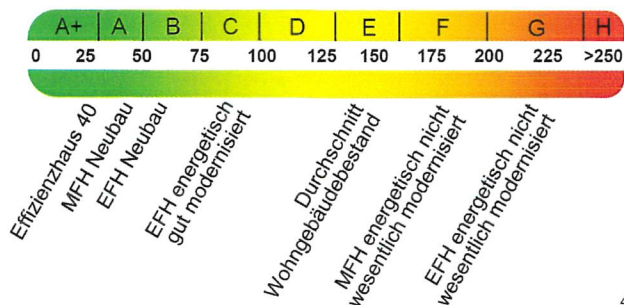 A+ A B C D E F G H
0 25 50 75 100 125 150 175 200 225 >250
Effizienzhaus 40
MFH Neubau
EFH Neubau
EFH energetisch
gut modernisiert
Durchschnitt
Wohngebäudebestand
MFH energetisch nicht
wesentlich modernisiert
EFH energetisch nicht
wesentlich modernisiert